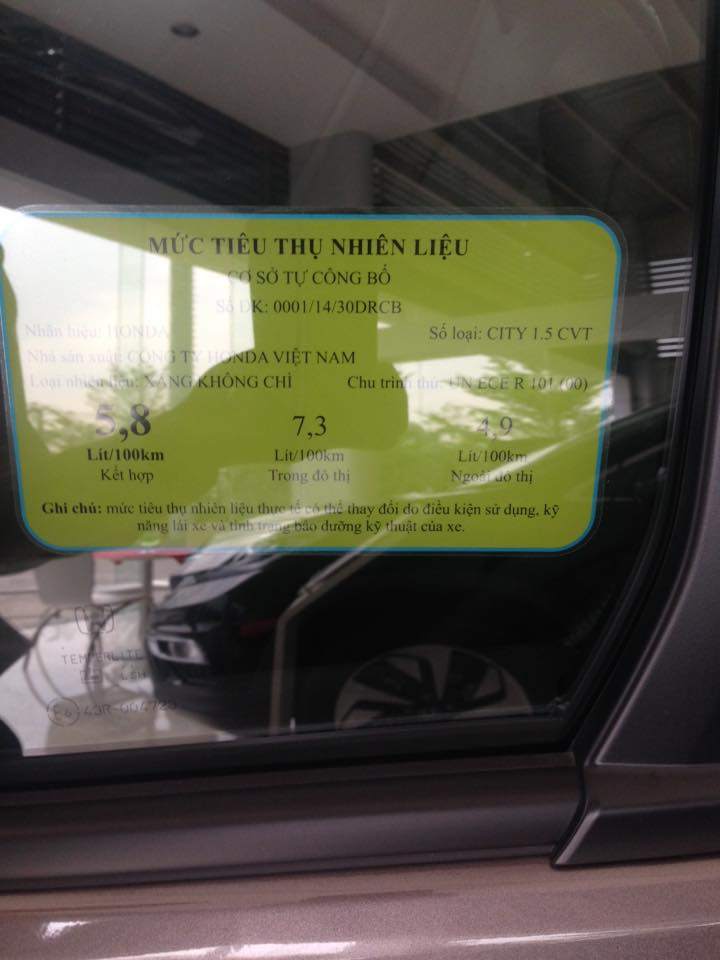 MỨC TIÊU THỤ NHIÊN LIỆU
CƠ SỞ TỰ CÔNG BỐ
Số ĐK: 0001/14/30DRCB
Nhãn hiệu: HONDA Số loại: CITY 1.5 CVT
Nhà sản xuất: CÔNG TY HONDA VIỆT NAM
Loại nhiên liệu: XĂNG KHÔNG CHÌ Chu trình thử: UN ECE R 101 (00)
5,8 7,3 4,9
Lít/100km Lít/100km Lít/100km
Kết hợp Trong đô thị Ngoài đô thị
Ghi chú: mức tiêu thụ nhiên liệu thực tế có thể thay đổi do điều kiện sử dụng, kỹ
năng lái xe và tình trạng bảo dưỡng kỹ thuật của xe.
TEMPERLITE
43R-004723